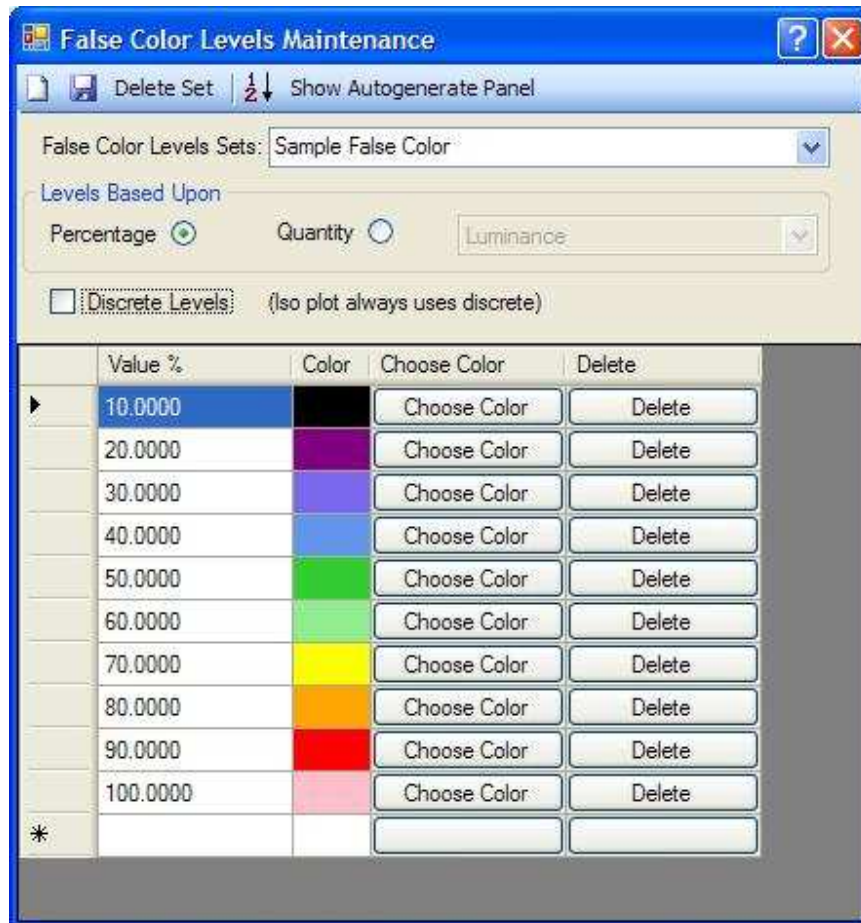 False Color Levels Maintenance
Delete Set 1 2 Show Autogenerate Panel
False Color Levels Sets: Sample False Color
Levels Based Upon
Percentage Quantity Luminance
Discrete Levels (Iso plot always uses discrete)
Value % Color Choose Color Delete
10.0000 Choose Color Delete
20.0000 Choose Color Delete
30.0000 Choose Color Delete
40.0000 Choose Color Delete
50.0000 Choose Color Delete
60.0000 Choose Color Delete
70.0000 Choose Color Delete
80.0000 Choose Color Delete
90.0000 Choose Color Delete
100.0000 Choose Color Delete